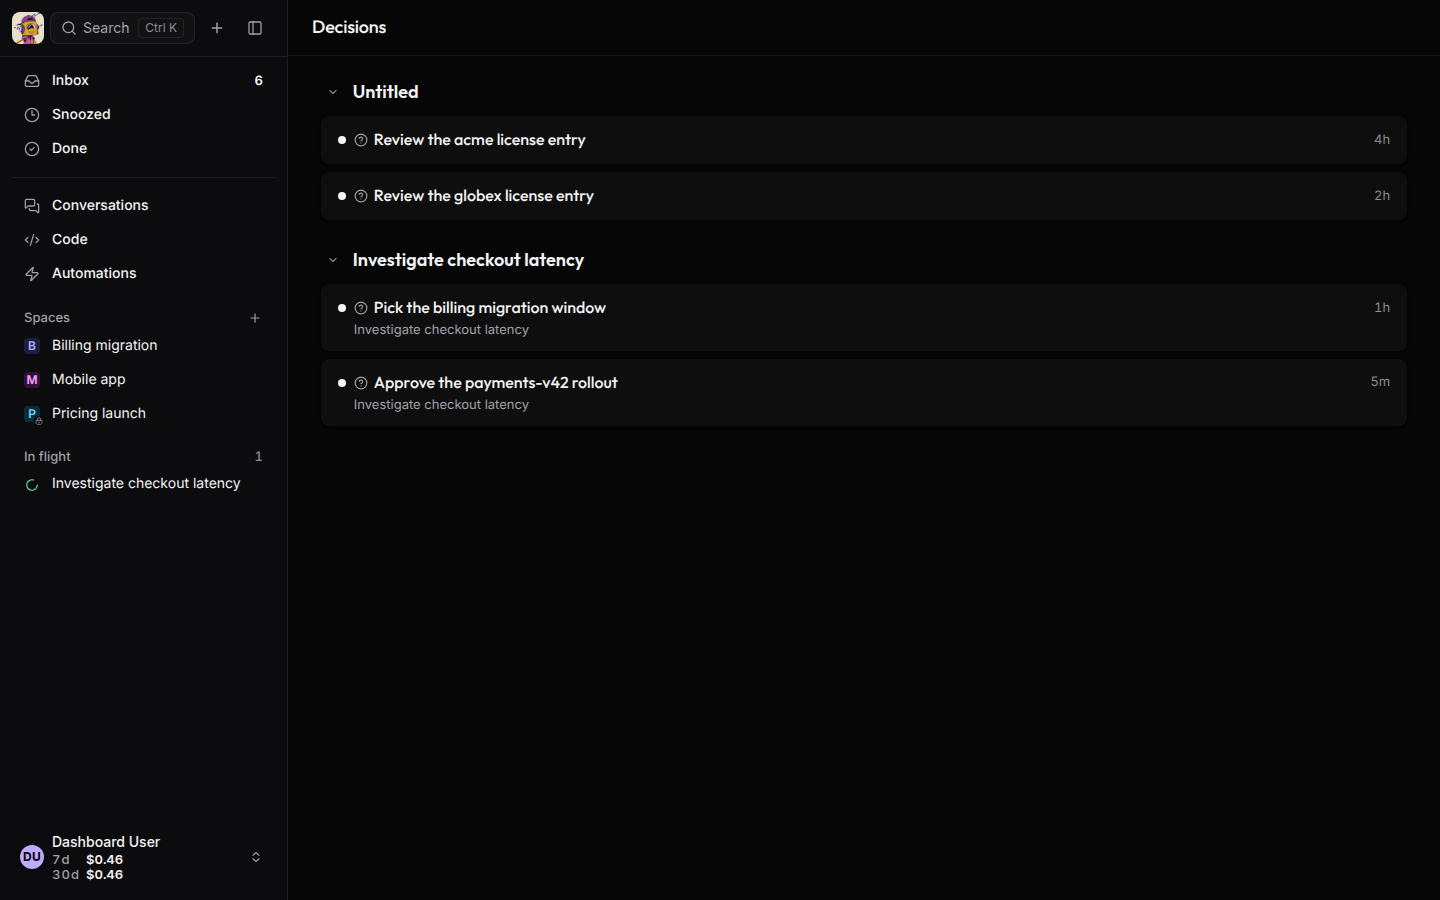 Search Ctrl K
Decisions
Inbox 6
Snoozed
Done
Conversations
Code
Automations
Spaces
B Billing migration
M Mobile app
P Pricing launch
In flight 1
Investigate checkout latency
DU Dashboard User
7d $0.46
30d $0.46
Untitled
Review the acme license entry 4h
Review the globex license entry 2h
Investigate checkout latency
Pick the billing migration window 1h
Investigate checkout latency
Approve the payments-v42 rollout 5m
Investigate checkout latency